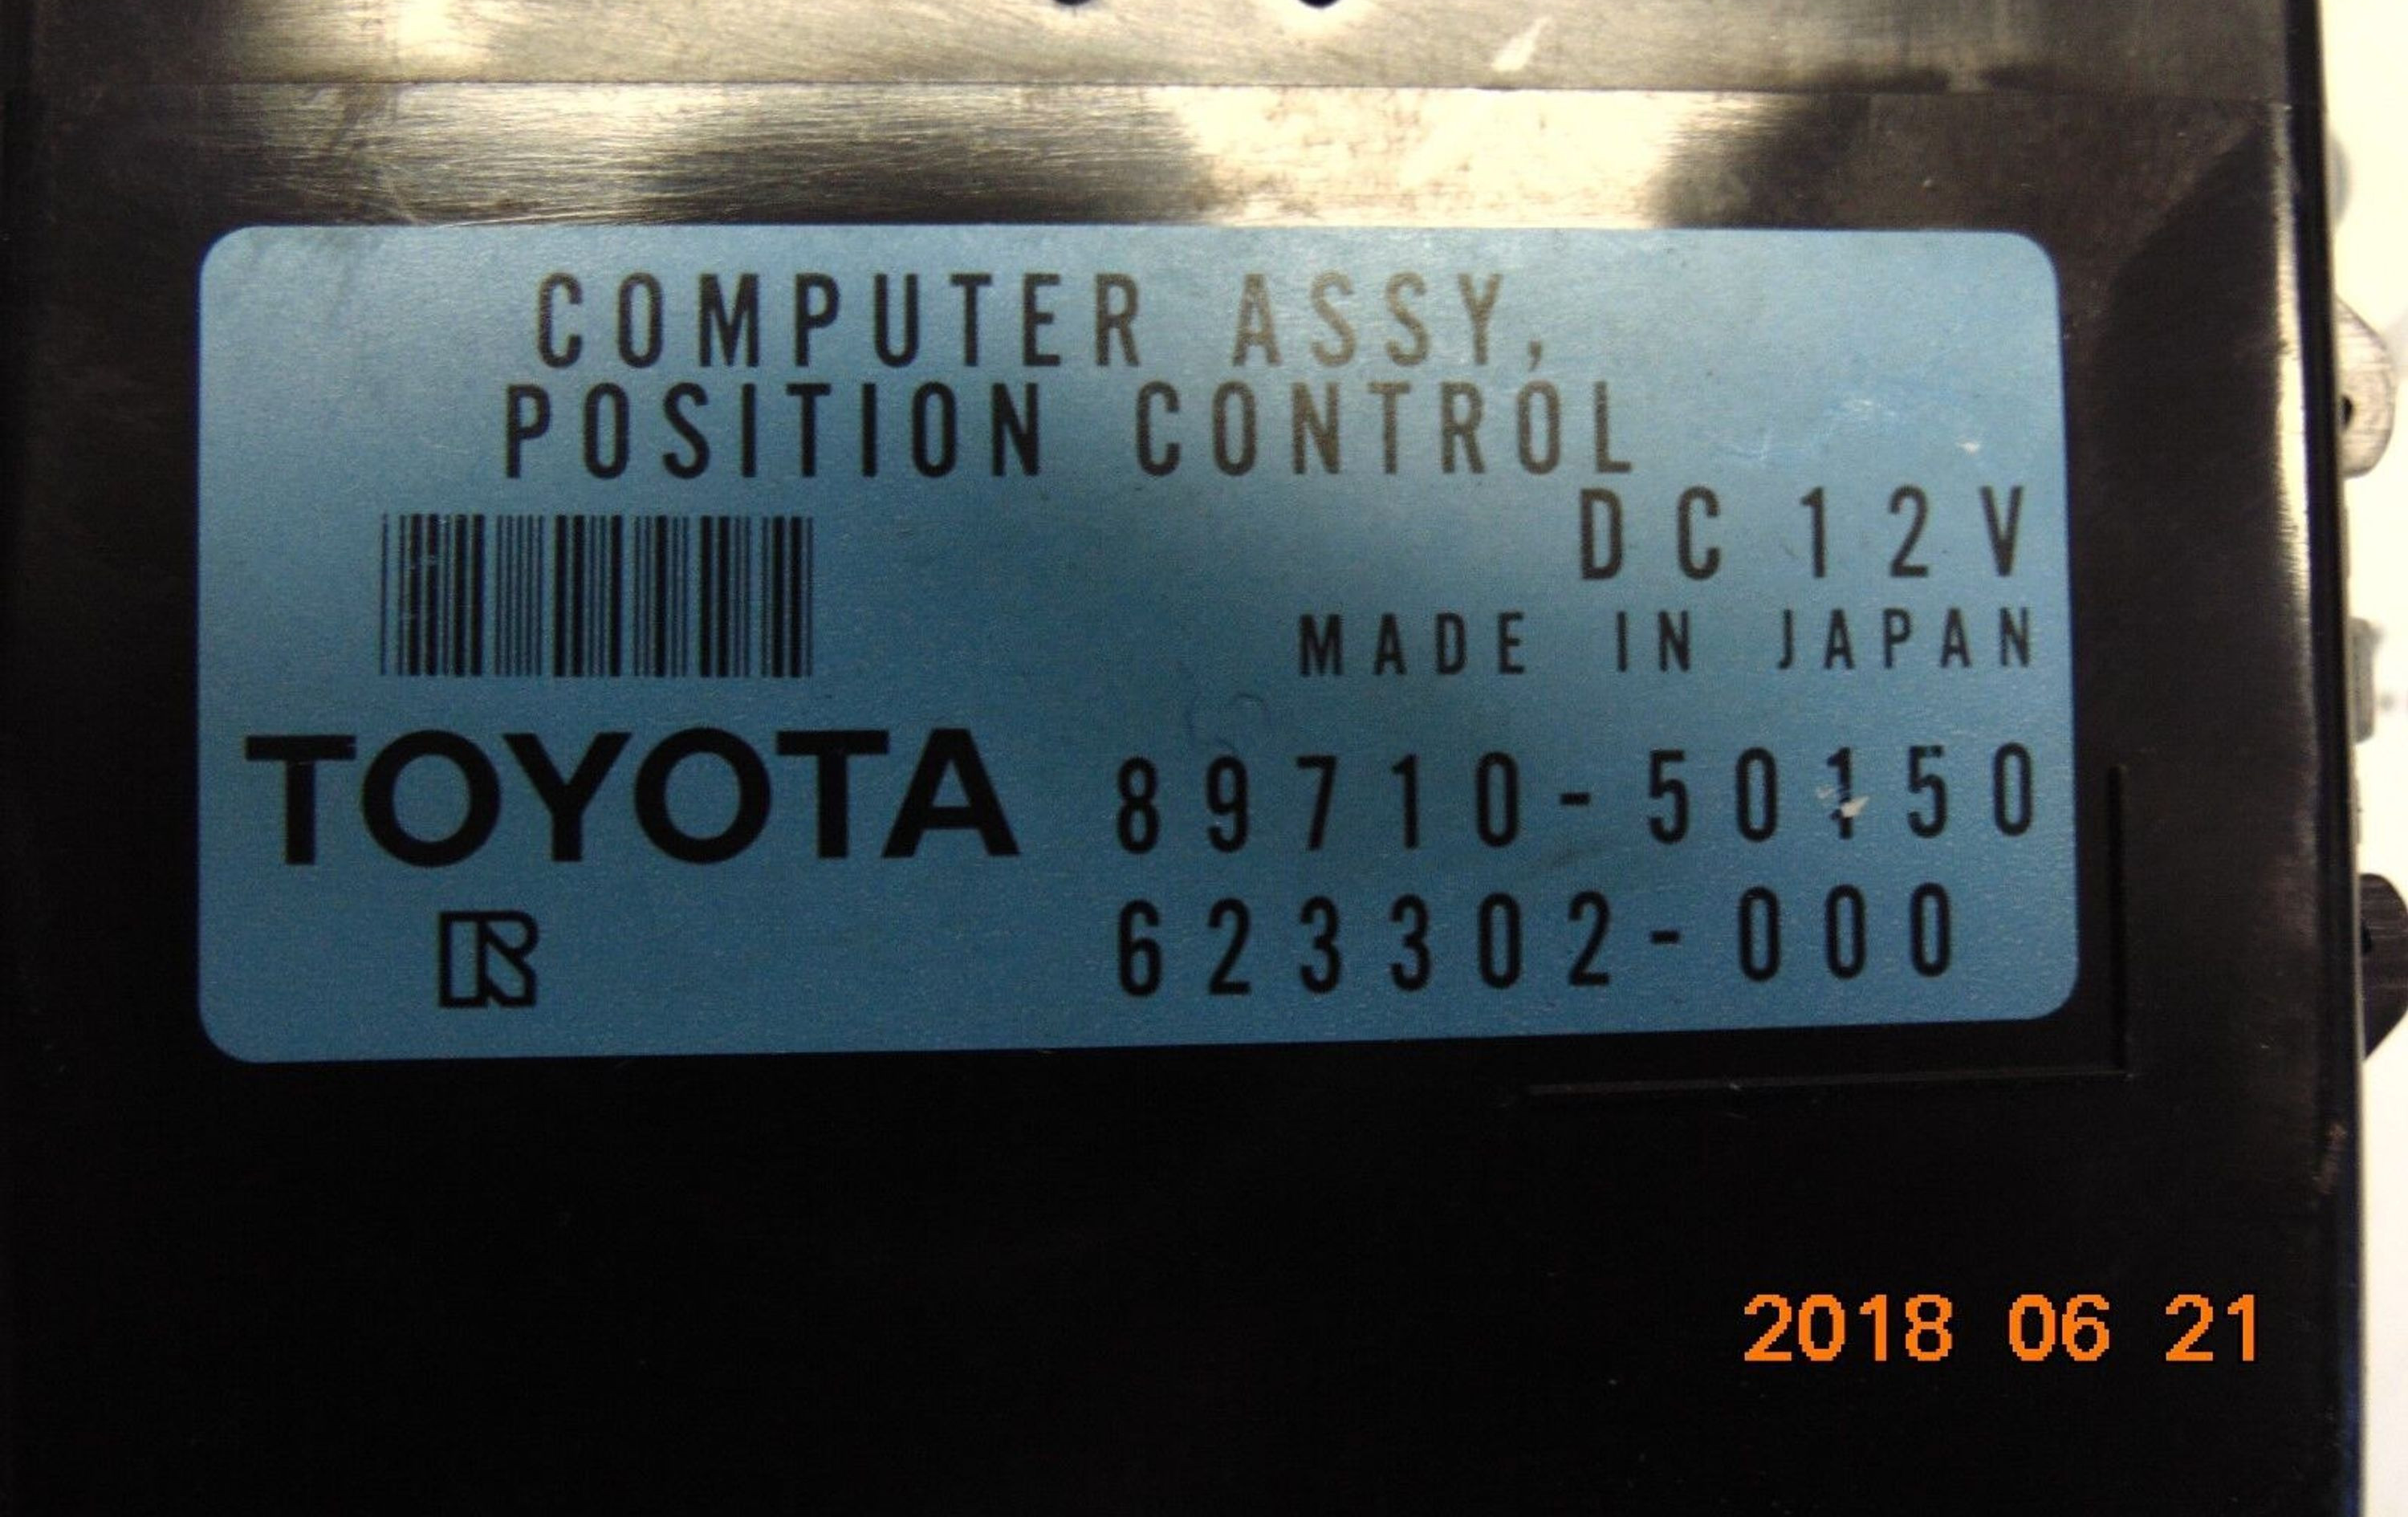 COMPUTER ASSY,
POSITION CONTROL
DC12V
MADE IN JAPAN
TOYOTA 89710-50150
R 623302-000
2018 06 21